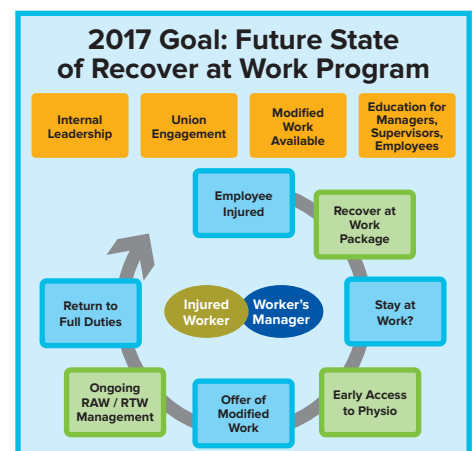 2017 Goal: Future State
of Recover at Work Program
Internal
Leadership
Union
Engagement
Modified
Work
Available
Education for
Managers,
Supervisors,
Employees
Employee
Injured
Recover at
Work
Package
Stay at
Work?
Early Access
to Physio
Offer of
Modified
Work
Ongoing
RAW / RTW
Management
Return to
Full Duties
Injured
Worker
Worker's
Manager